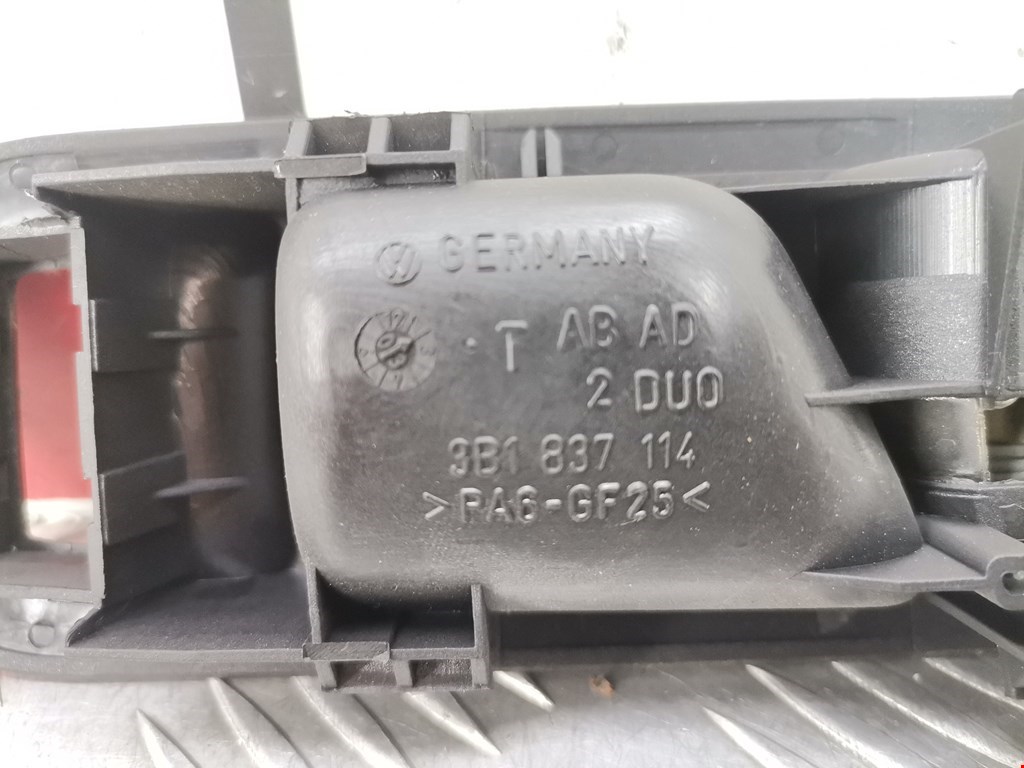 GERMANY
T AB AD
2 DUO
3B1 837 114
>PA6-GF25<